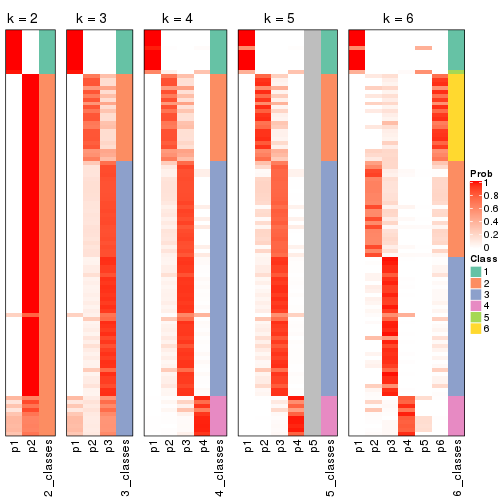 k = 2
k = 3
k = 4
k = 5
k = 6
p1
p2
2_classes
p1
p2
p3
3_classes
p1
p2
p3
p4
4_classes
p1
p2
p3
p4
p5
5_classes
p1
p2
p3
p4
p5
p6
6_classes
Prob
1
0.8
0.6
0.4
0.2
0
Class
1
2
3
4
5
6